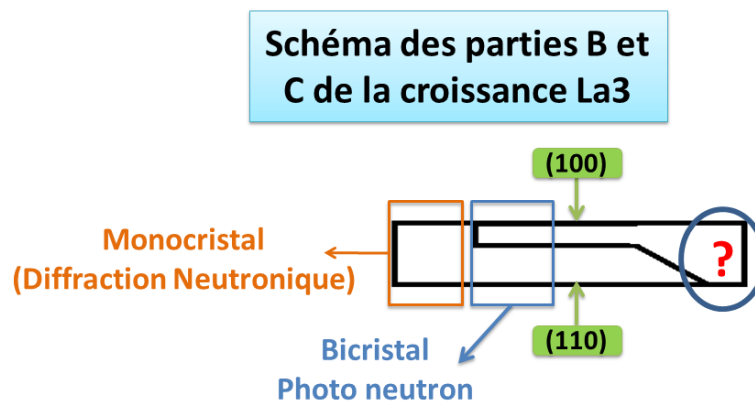 Schéma des parties B et
C de la croissance La3
(100)
Monocristal
(Diffraction Neutronique)
?
(110)
Bicristal
Photo neutron